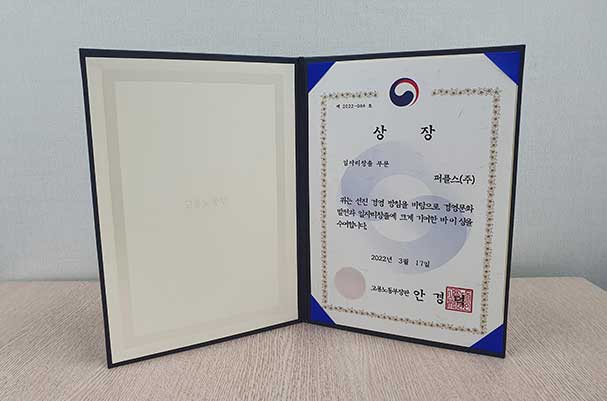 제 2022-044 호
상 장
일자리창출 부문
퍼플스(주)
위는 선진 경영 방침을 바탕으로 경영문화
발전과 일자리창출에 크게 기여한 바 이 상을
수여합니다.
2022년 3월 17일
고용노동부장관 안 경 덕